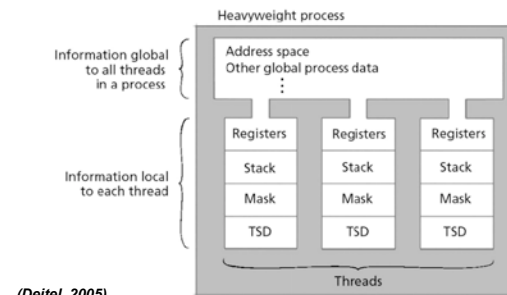 Heavyweight process
Information global
to all threads
in a process
Address space
Other global process data
⋮
Information local
to each thread
Registers Registers Registers
Stack Stack Stack
Mask Mask Mask
TSD TSD TSD
Threads
(Deitel, 2005)